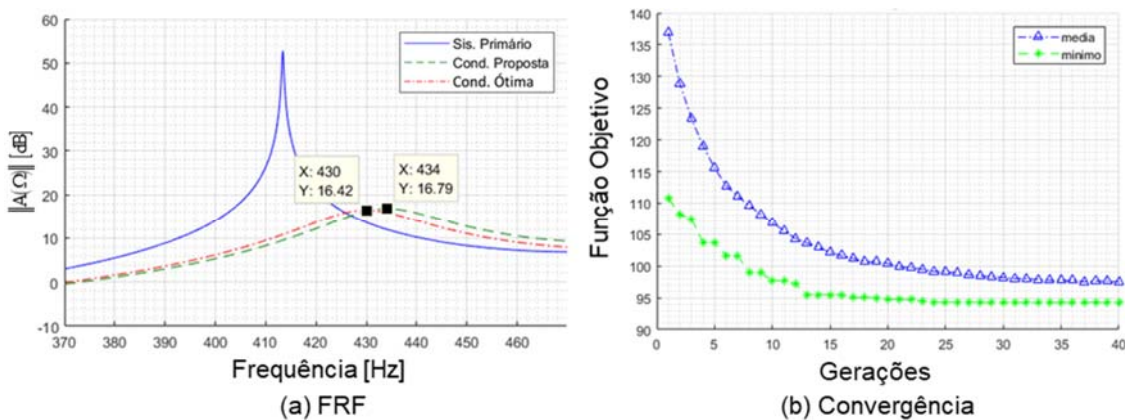 60
50
40
30
20
10
0
-10
‖A(Ω)‖ [dB]
Sis. Primário
Cond. Proposta
Cond. Ótima
X: 430
Y: 16.42
X: 434
Y: 16.79
370 380 390 400 410 420 430 440 450 460
Frequência [Hz]
(a) FRF
140
135
130
125
120
115
110
105
100
95
90
Função Objetivo
media
minimo
0 5 10 15 20 25 30 35 40
Gerações
(b) Convergência